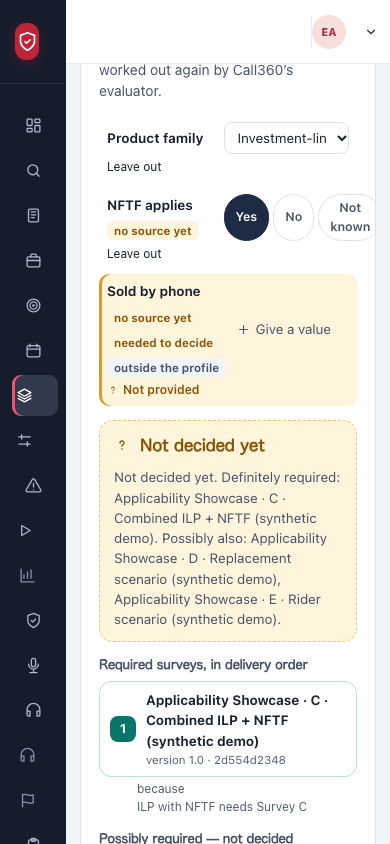 EA
worked out again by Call360's
evaluator.
Product family
Investment-lin
Leave out
NFTF applies
no source yet
Yes
No
Not
known
Leave out
Sold by phone
no source yet
needed to decide
outside the profile
? Not provided
+ Give a value
? Not decided yet
Not decided yet. Definitely required:
Applicability Showcase · C ·
Combined ILP + NFTF (synthetic
demo). Possibly also: Applicability
Showcase · D · Replacement
scenario (synthetic demo),
Applicability Showcase · E · Rider
scenario (synthetic demo).
Required surveys, in delivery order
1
Applicability Showcase · C ·
Combined ILP + NFTF
(synthetic demo)
version 1.0 · 2d554d2348
because
ILP with NFTF needs Survey C
Possibly required — not decided